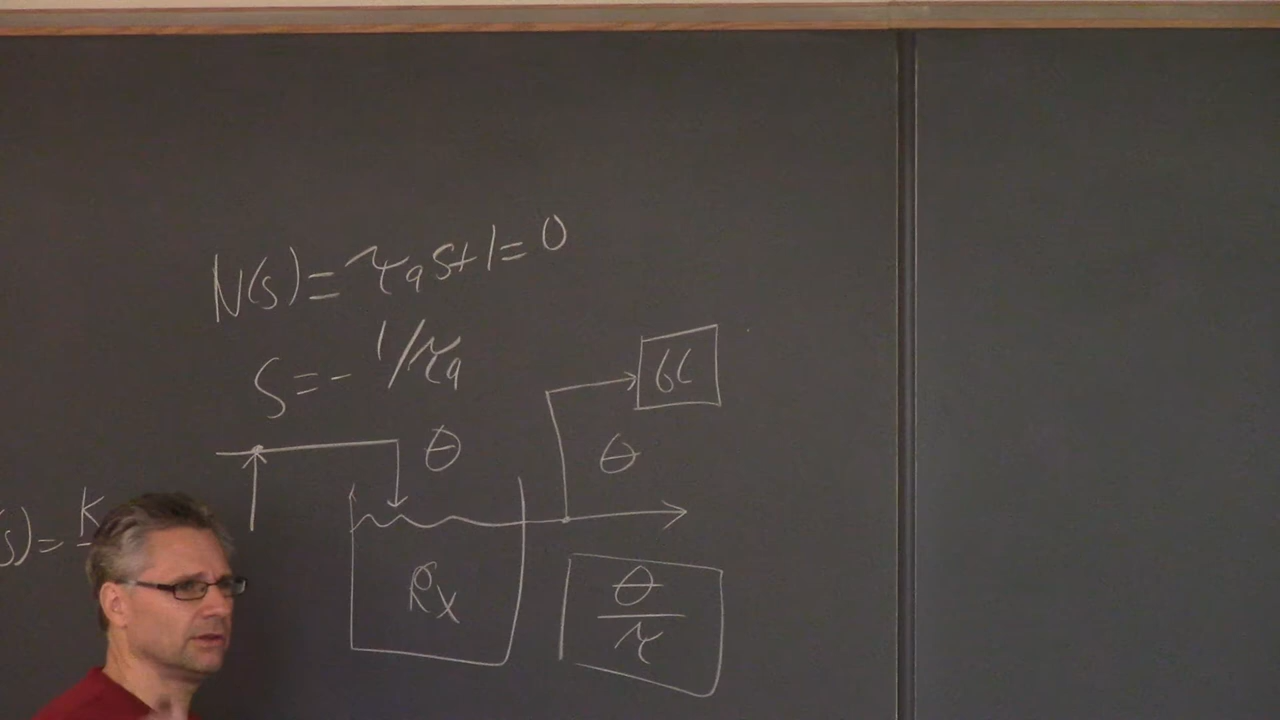 N(s) = τₐs+1 = 0
s = - 1/τₐ
GC
θ
θ
(s) = K
Rx
θ
τ